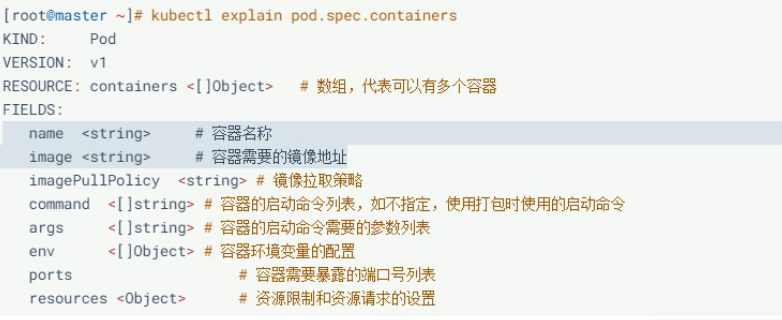 [root@master ~]# kubectl explain pod.spec.containers
KIND:     Pod
VERSION:  v1
RESOURCE: containers <[]Object>   # 数组，代表可以有多个容器
FIELDS:
   name  <string>     # 容器名称
   image <string>     # 容器需要的镜像地址
   imagePullPolicy  <string> # 镜像拉取策略
   command  <[]string> # 容器的启动命令列表，如不指定，使用打包时使用的启动命令
   args     <[]string> # 容器的启动命令需要的参数列表
   env      <[]Object> # 容器环境变量的配置
   ports                    # 容器需要暴露的端口号列表
   resources <Object>       # 资源限制和资源请求的设置